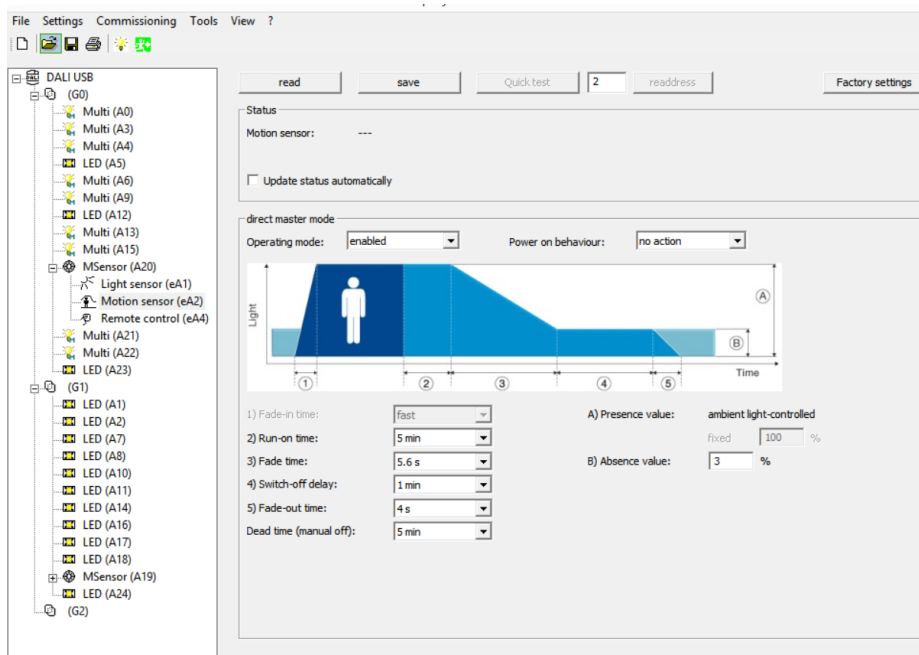 File Settings Commissioning Tools View ?
DALI USB
(G0)
Multi (A0)
Multi (A3)
Multi (A4)
LED (A5)
Multi (A6)
Multi (A9)
LED (A12)
Multi (A13)
Multi (A15)
MSensor (A20)
Light sensor (eA1)
Motion sensor (eA2)
Remote control (eA4)
Multi (A21)
Multi (A22)
LED (A23)
(G1)
LED (A1)
LED (A2)
LED (A7)
LED (A8)
LED (A10)
LED (A11)
LED (A14)
LED (A16)
LED (A17)
LED (A18)
MSensor (A19)
LED (A24)
(G2)
read save Quick test 2 readdress Factory settings
Status
Motion sensor: ---
Update status automatically
direct master mode
Operating mode: enabled Power on behaviour: no action
Light
A
B
Time
1 2 3 4 5
1) Fade-in time: fast A) Presence value: ambient light-controlled
2) Run-on time: 5 min fixed 100 %
3) Fade time: 5.6 s B) Absence value: 3 %
4) Switch-off delay: 1 min
5) Fade-out time: 4 s
Dead time (manual off): 5 min